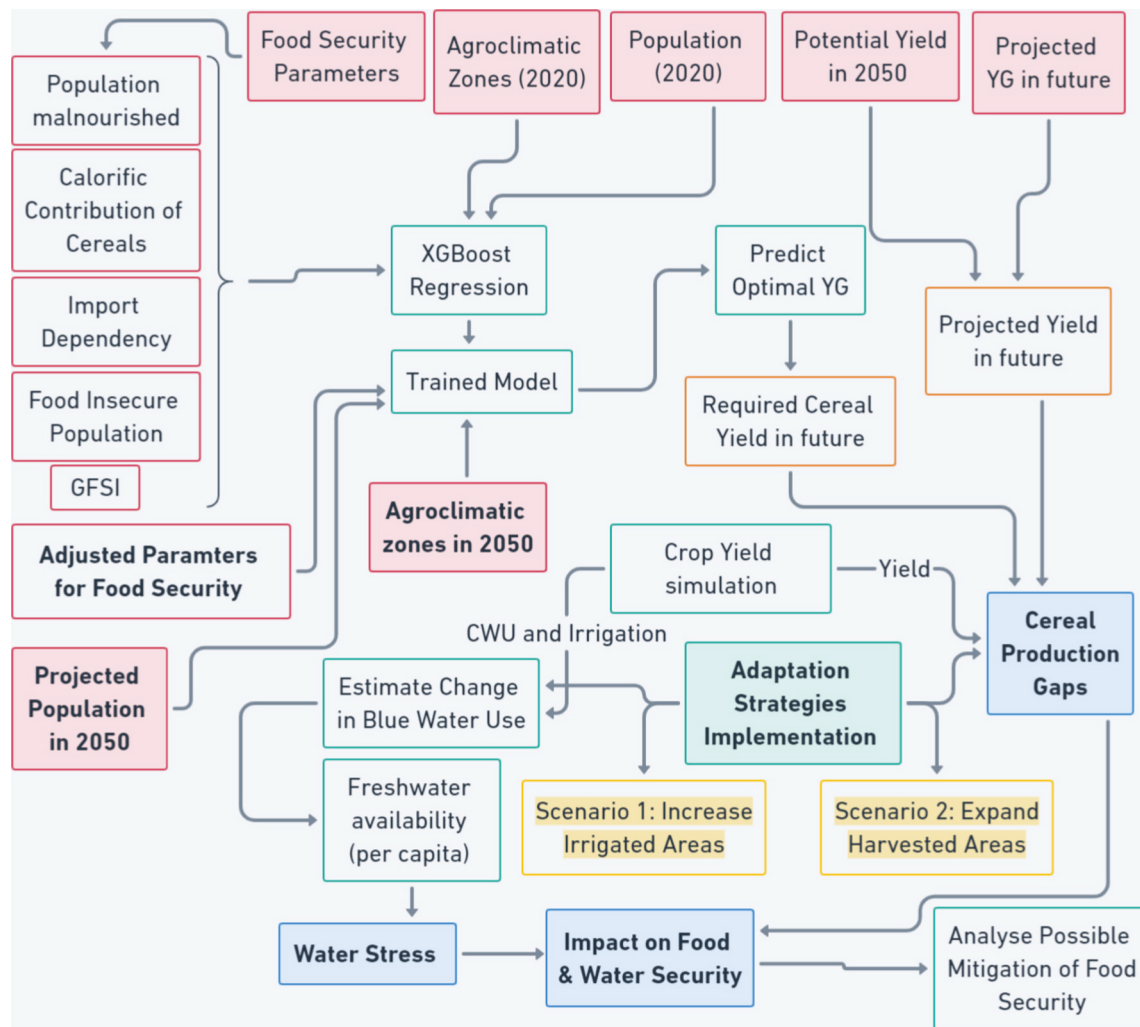 Food Security
Parameters
Agroclimatic
Zones (2020)
Population
(2020)
Potential Yield
in 2050
Projected
YG in future
Population
malnourished
Calorific
Contribution of
Cereals
Import
Dependency
Food Insecure
Population
GFSI
XGBoost
Regression
Predict
Optimal YG
Projected Yield
in future
Trained Model
Required Cereal
Yield in future
Agroclimatic
zones in 2050
Adjusted Paramters
for Food Security
Crop Yield
simulation
Yield
CWU and Irrigation
Cereal
Production
Gaps
Projected
Population
in 2050
Estimate Change
in Blue Water Use
Adaptation
Strategies
Implementation
Freshwater
availability
(per capita)
Scenario 1: Increase
Irrigated Areas
Scenario 2: Expand
Harvested Areas
Water Stress
Impact on Food
& Water Security
Analyse Possible
Mitigation of Food
Security